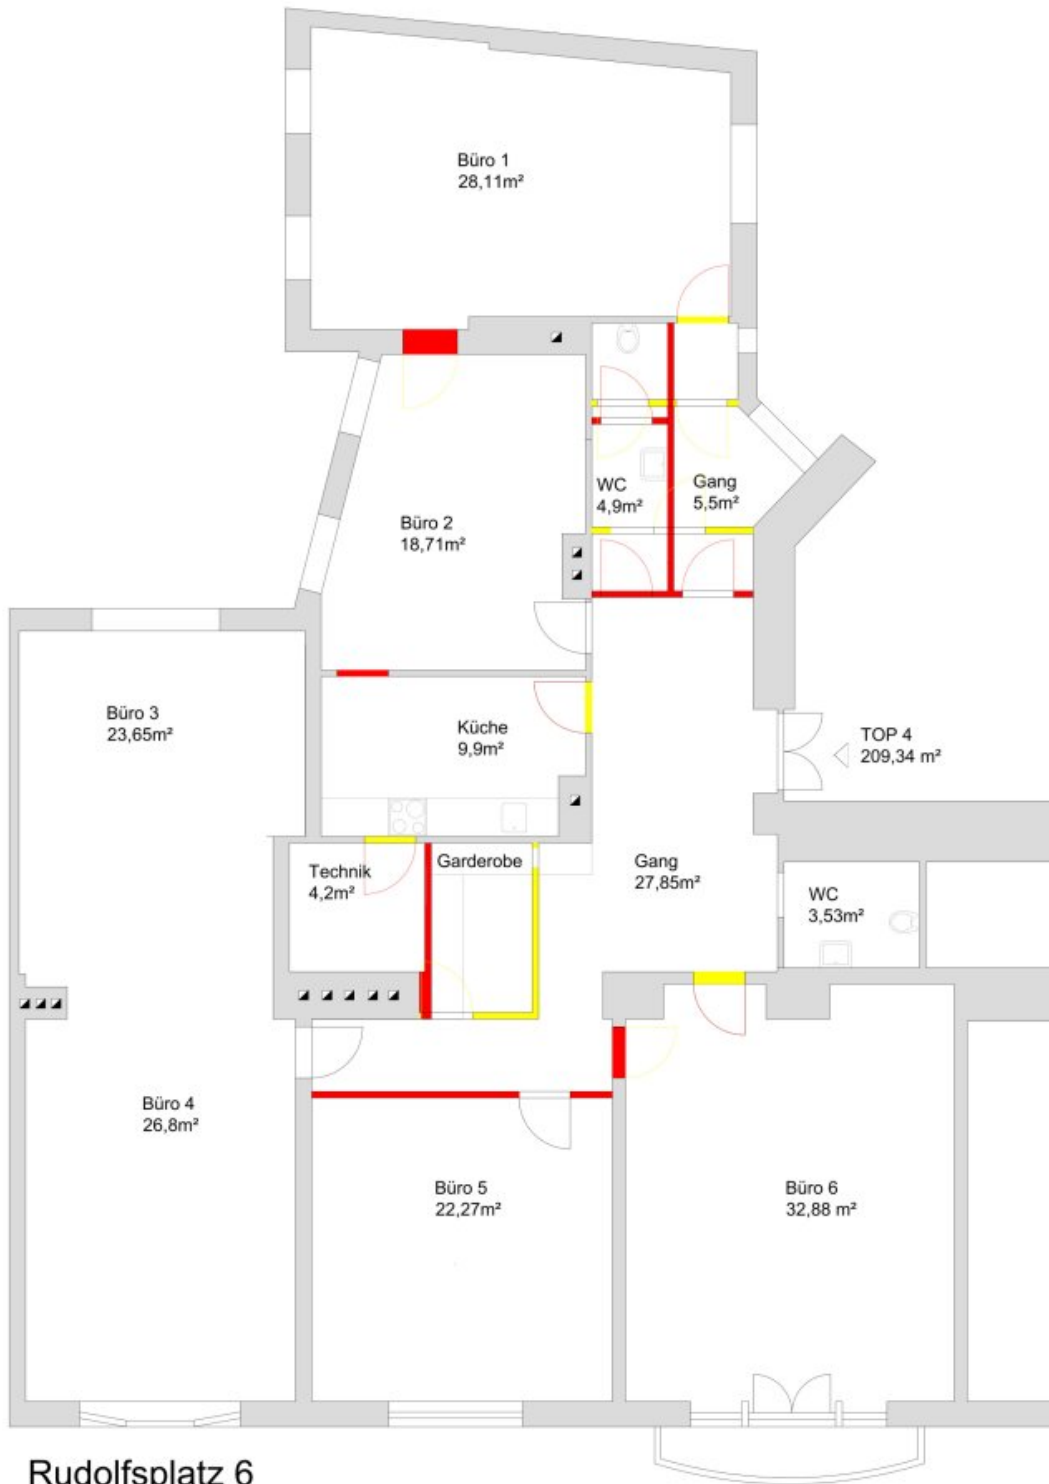 Büro 1
28,11m²
WC
4,9m²
Gang
5,5m²
Büro 2
18,71m²
Büro 3
23,65m²
Küche
9,9m²
TOP 4
209,34 m²
Technik
4,2m²
Garderobe
Gang
27,85m²
WC
3,53m²
Büro 4
26,8m²
Büro 5
22,27m²
Büro 6
32,88 m²
Rudolfsplatz 6